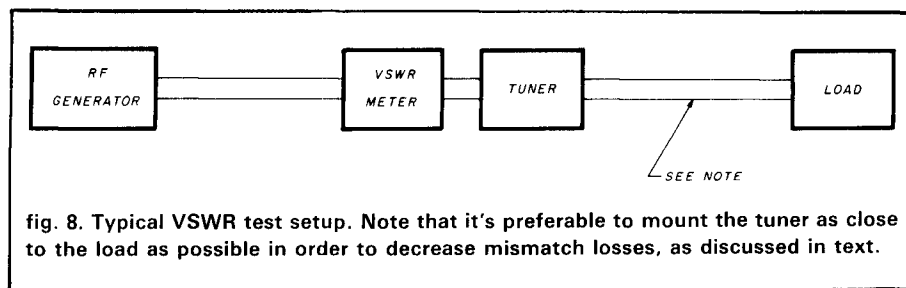 RF
GENERATOR
VSWR
METER
TUNER
LOAD
SEE NOTE
fig. 8. Typical VSWR test setup. Note that it's preferable to mount the tuner as close
to the load as possible in order to decrease mismatch losses, as discussed in text.